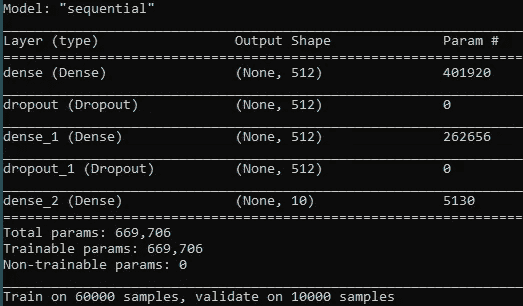 Model: "sequential"
Layer (type) Output Shape Param #
dense (Dense) (None, 512) 401920
dropout (Dropout) (None, 512) 0
dense_1 (Dense) (None, 512) 262656
dropout_1 (Dropout) (None, 512) 0
dense_2 (Dense) (None, 10) 5130
Total params: 669,706
Trainable params: 669,706
Non-trainable params: 0
Train on 60000 samples, validate on 10000 samples